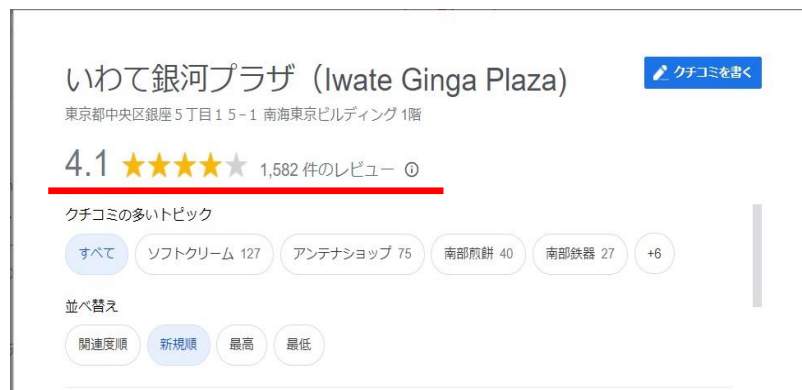 いわて銀河プラザ（Iwate Ginga Plaza)
クチコミを書く
東京都中央区銀座５丁目１５−１ 南海東京ビルディング 1階
4.1 1,582 件のレビュー
クチコミの多いトピック
すべて ソフトクリーム 127 アンテナショップ 75 南部煎餅 40 南部鉄器 27 +6
並べ替え
関連度順 新規順 最高 最低